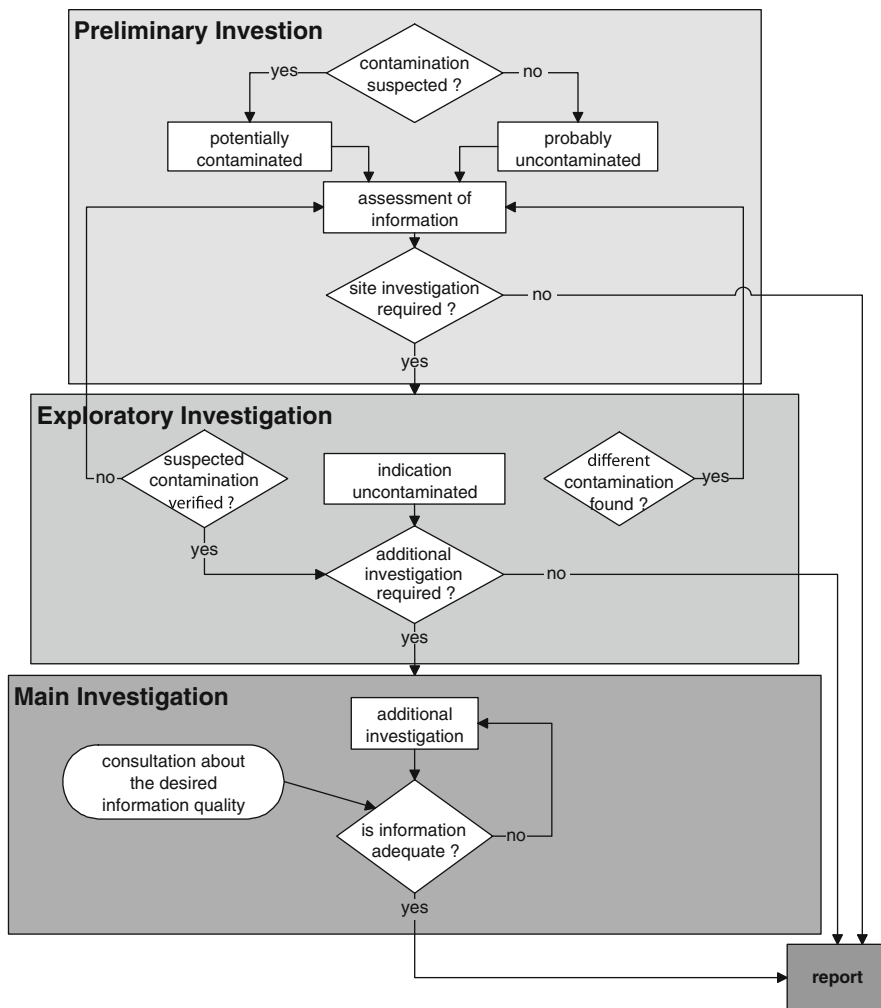 Preliminary Investion
contamination
suspected ?
yes
no
potentially
contaminated
probably
uncontaminated
assessment of
information
site investigation
required ?
no
yes
Exploratory Investigation
suspected
contamination
verified ?
no
yes
indication
uncontaminated
different
contamination
found ?
yes
additional
investigation
required ?
no
yes
Main Investigation
additional
investigation
consultation about
the desired
information quality
is information
adequate ?
no
yes
report